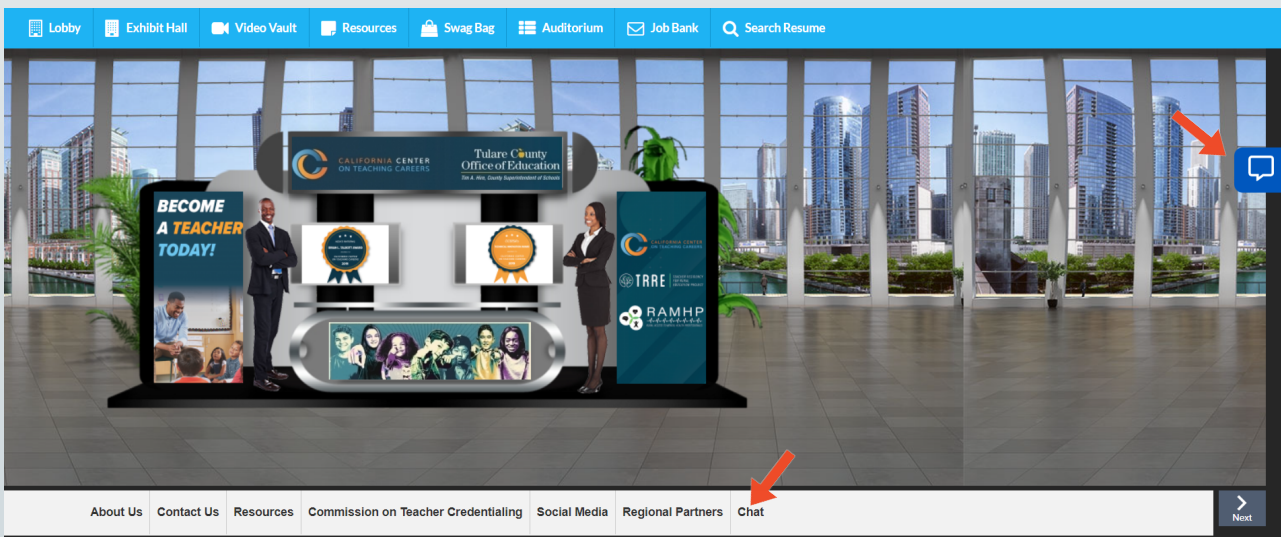 Lobby
Exhibit Hall
Video Vault
Resources
Swag Bag
Auditorium
Job Bank
Search Resume
CALIFORNIA CENTER
ON TEACHING CAREERS
Tulare County
Office of Education
Tim A. Hire, County Superintendent of Schools
BECOME
A TEACHER
TODAY!
CALIFORNIA CENTER
ON TEACHING CAREERS
TRRE
RAMHP
About Us
Contact Us
Resources
Commission on Teacher Credentialing
Social Media
Regional Partners
Chat
Next